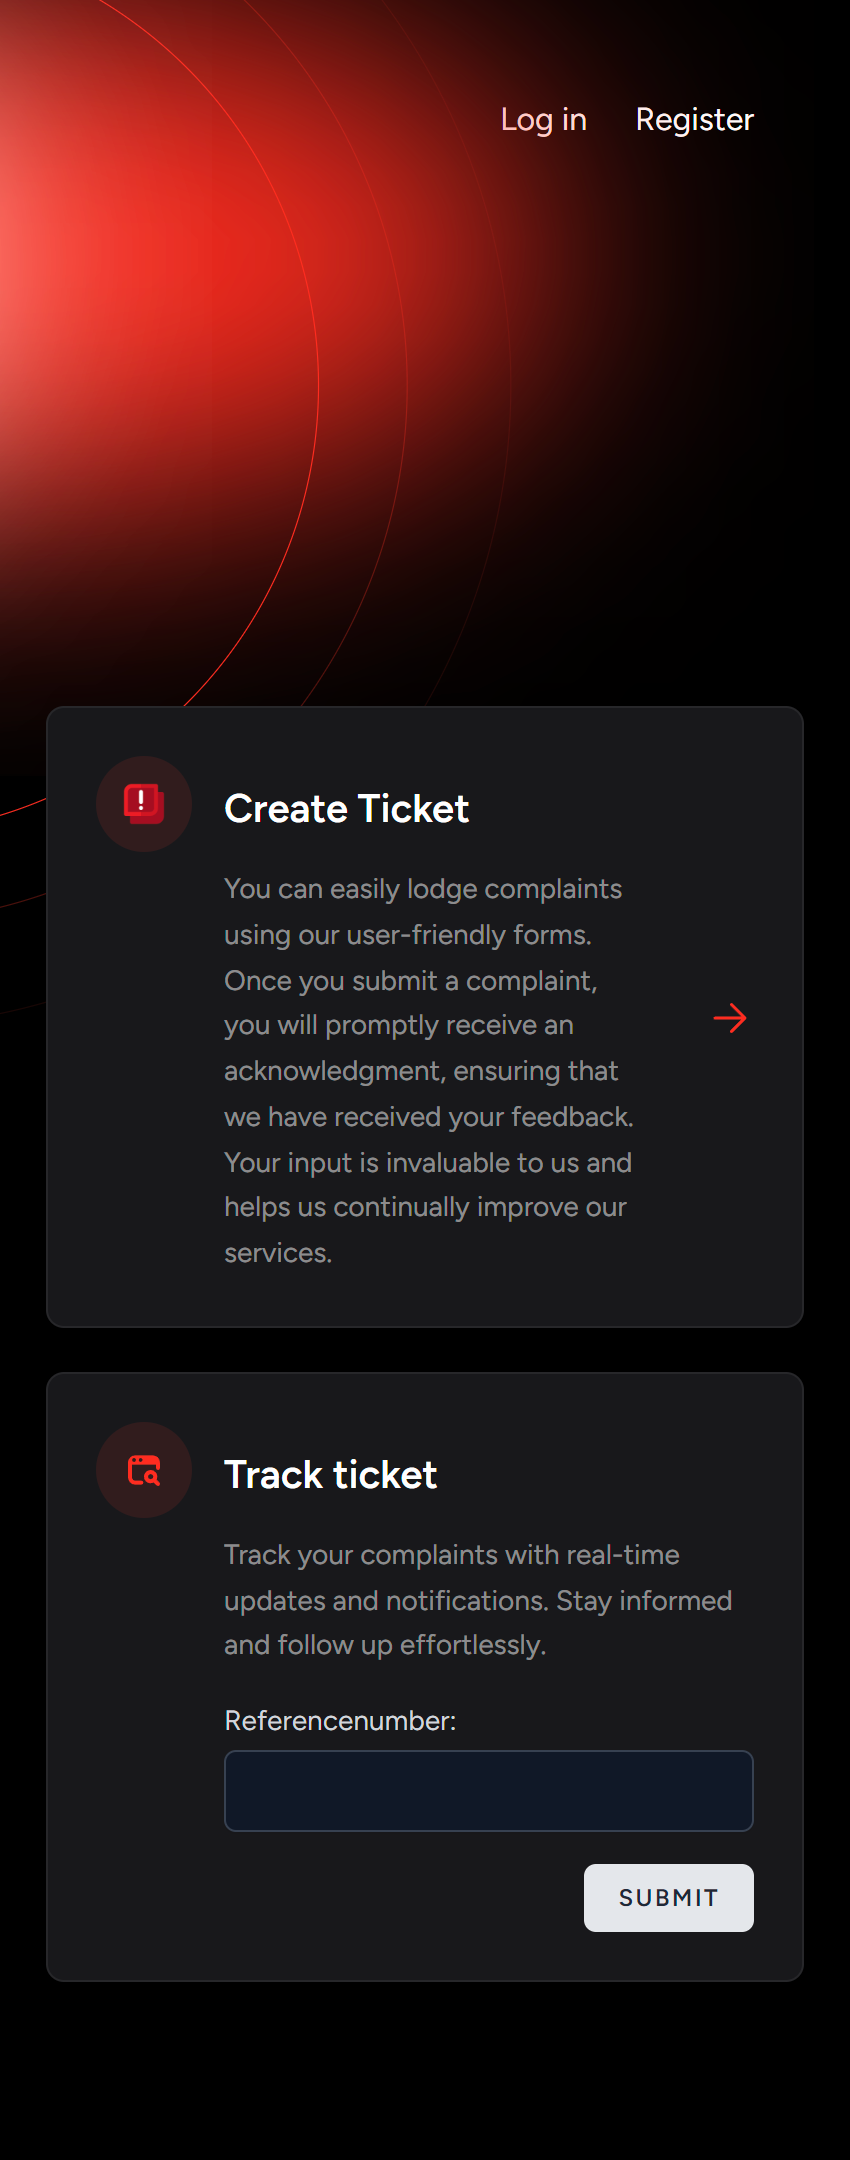 Log in Register
Create Ticket
You can easily lodge complaints
using our user-friendly forms.
Once you submit a complaint,
you will promptly receive an
acknowledgment, ensuring that
we have received your feedback.
Your input is invaluable to us and
helps us continually improve our
services.
Track ticket
Track your complaints with real-time
updates and notifications. Stay informed
and follow up effortlessly.
Referencenumber:
SUBMIT